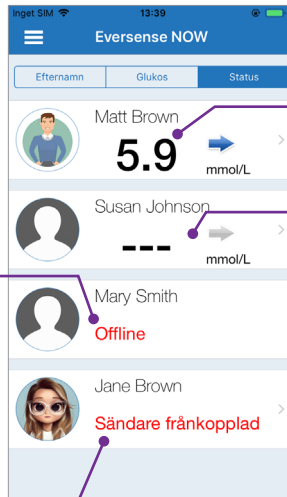 Inget SIM 13:39
Eversense NOW
Efternamn Glukos Status
Matt Brown
5.9
mmol/L
Susan Johnson
---
mmol/L
Mary Smith
Offline
Jane Brown
Sändare frånkopplad